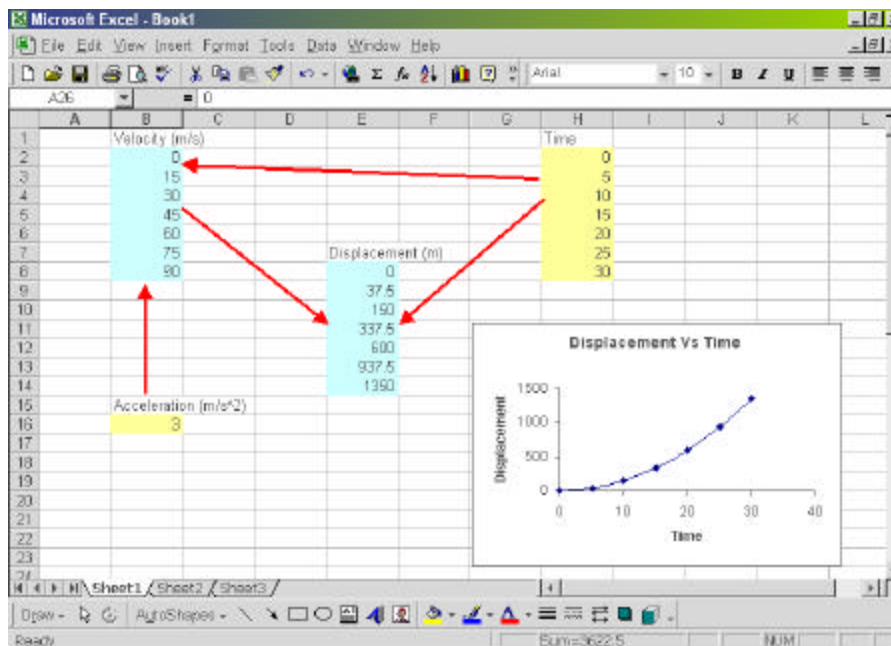 Microsoft Excel - Book1
File Edit View Insert Format Tools Data Window Help
Arial 10 B I U
A26 = 0
A B C D E F G H I J K L
1 Velocity (m/s) Time
2 0 0
3 15 5
4 30 10
5 45 15
6 60 20
7 75 Displacement (m) 25
8 90 0 30
9 37.5
10 150
11 337.5
12 600
13 937.5
14 1350
15 Acceleration (m/s^2)
16 3
17
18
19
20
21
22
23
24
Displacement Vs Time
1500
1000
500
0
Displacement
0 10 20 30 40
Time
Sheet1 Sheet2 Sheet3
Draw AutoShapes
Ready Sum=3622.5 NUM